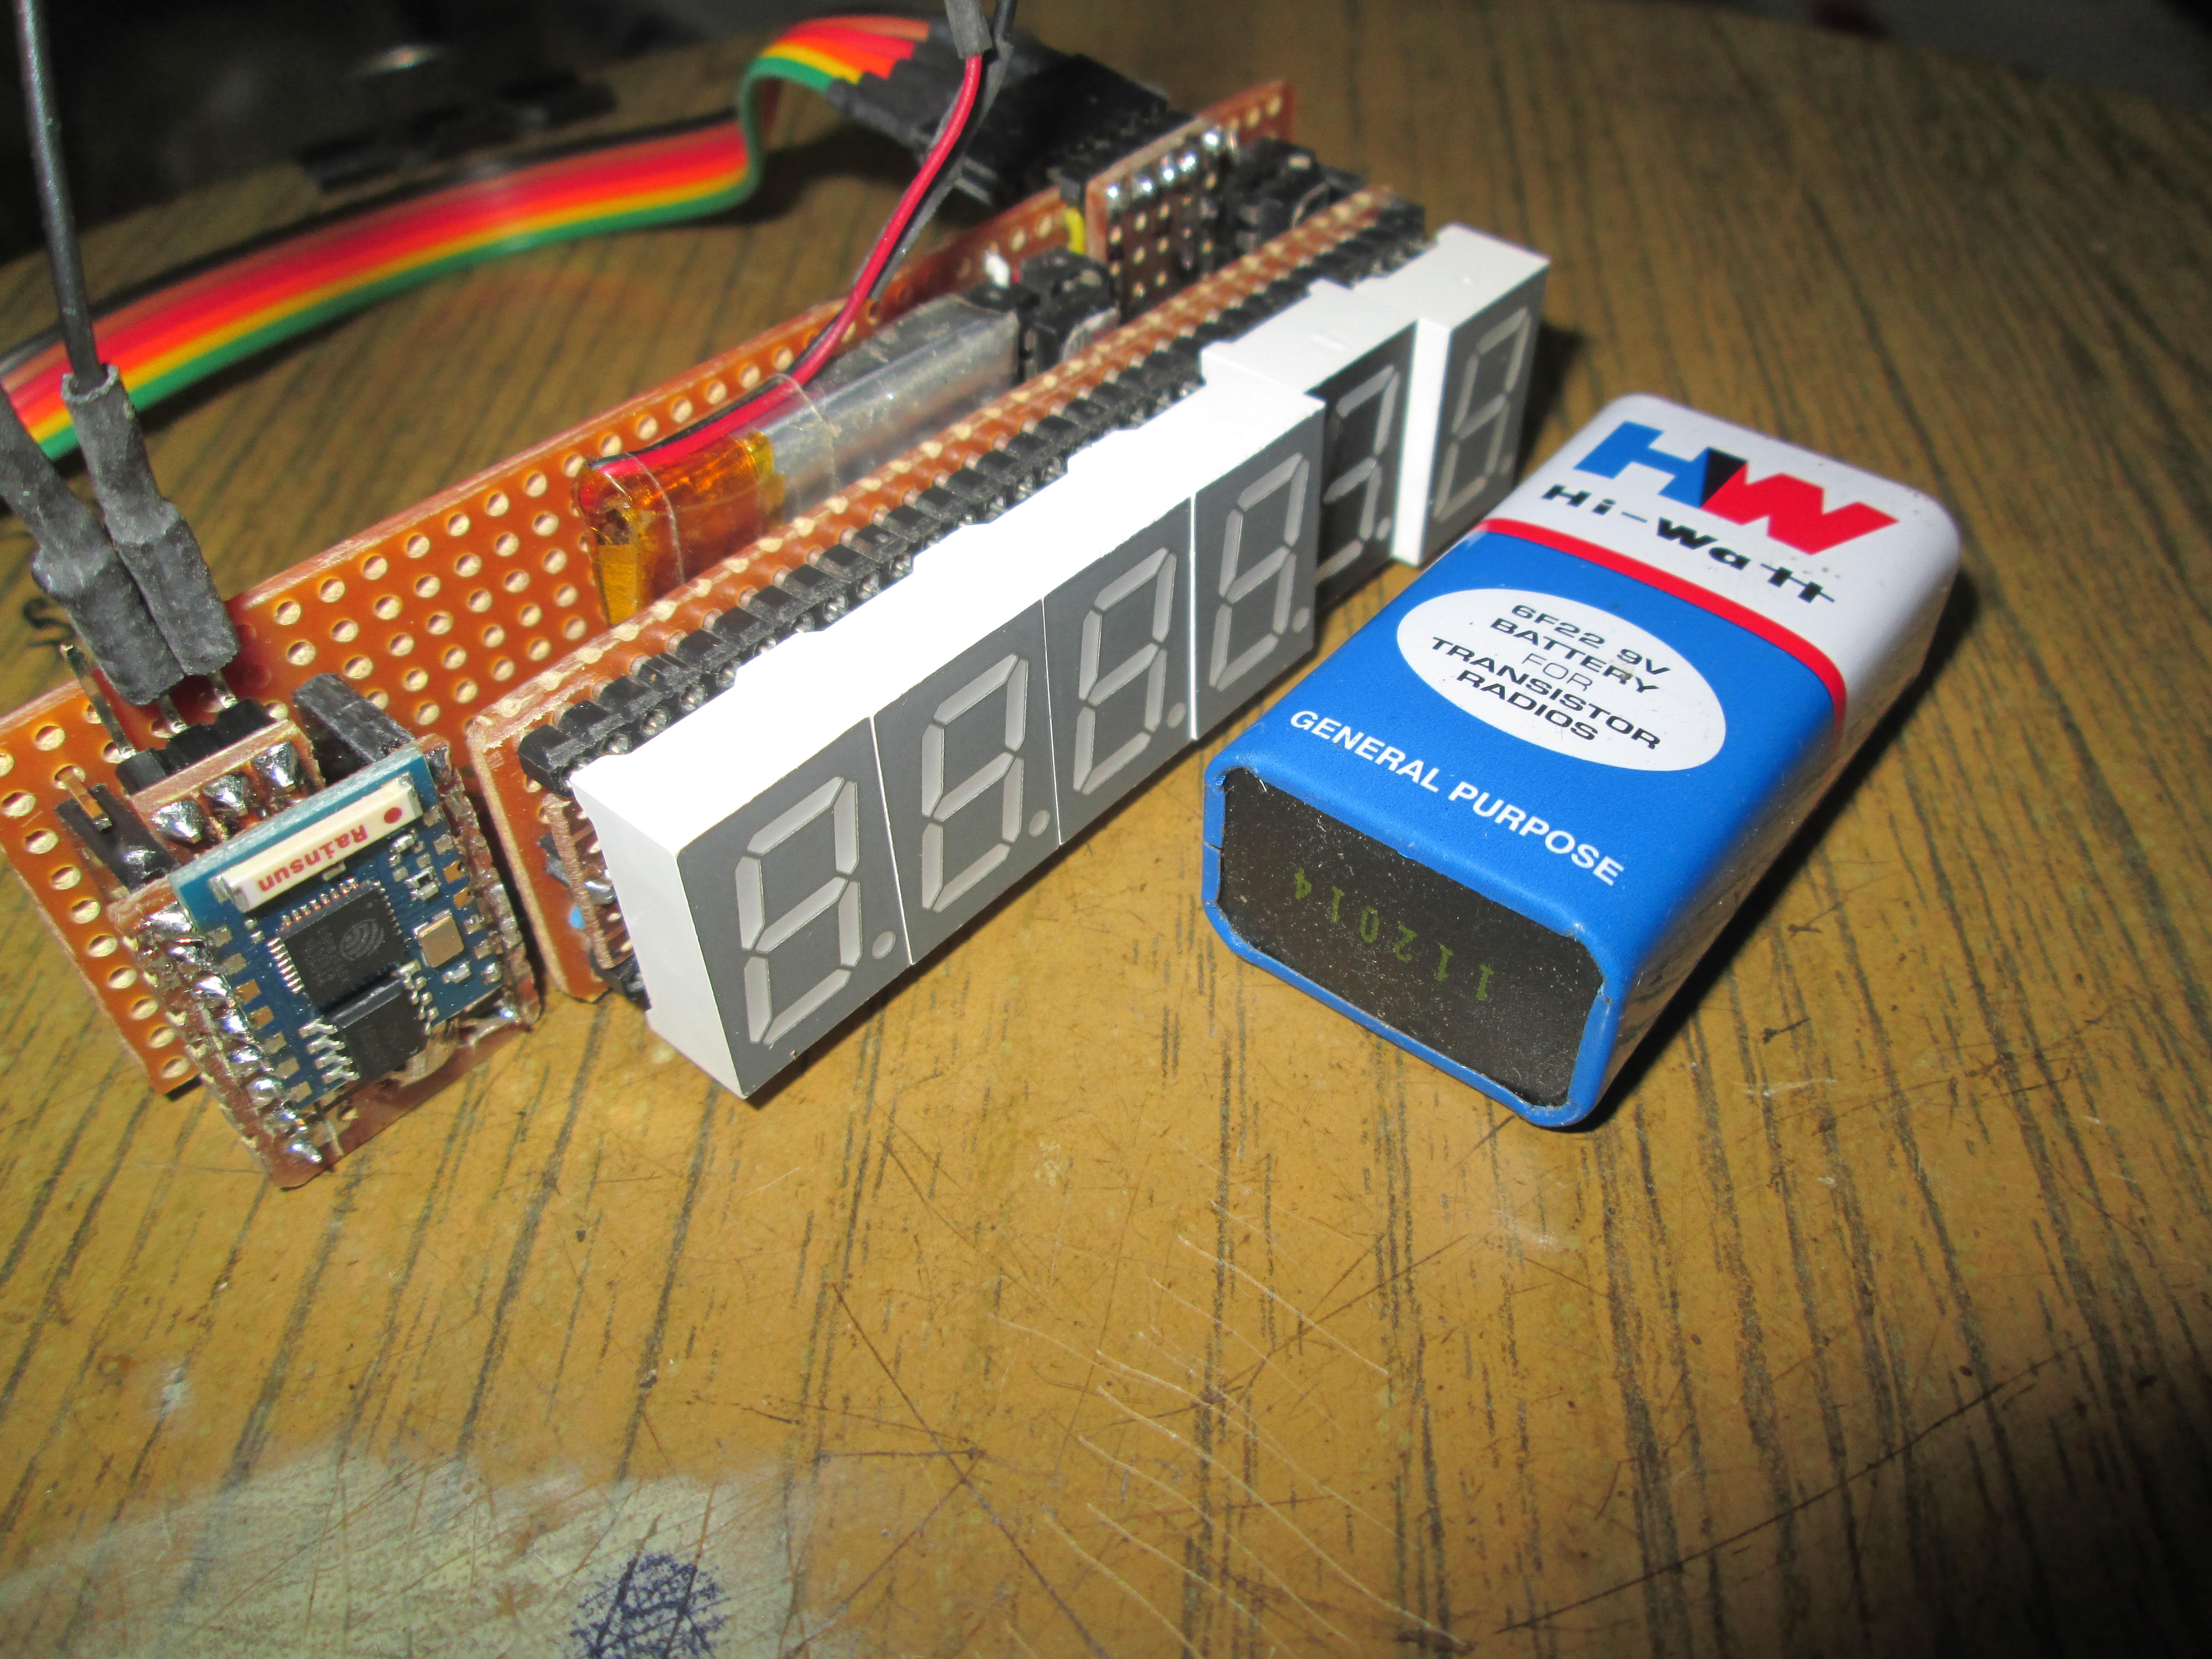 HW
Hi-Watt
6F22 9V
BATTERY
FOR
TRANSISTOR
RADIOS
GENERAL PURPOSE
112014
Rainsun